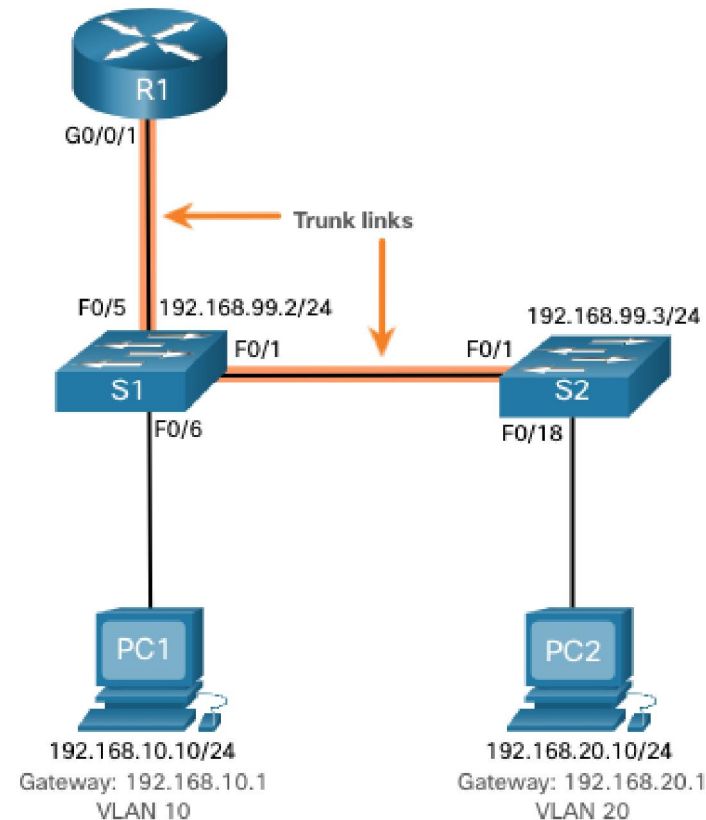 R1
G0/0/1
Trunk links
F0/5 192.168.99.2/24
192.168.99.3/24
F0/1
F0/1
S1
S2
F0/6
F0/18
PC1
PC2
192.168.10.10/24
Gateway: 192.168.10.1
VLAN 10
192.168.20.10/24
Gateway: 192.168.20.1
VLAN 20